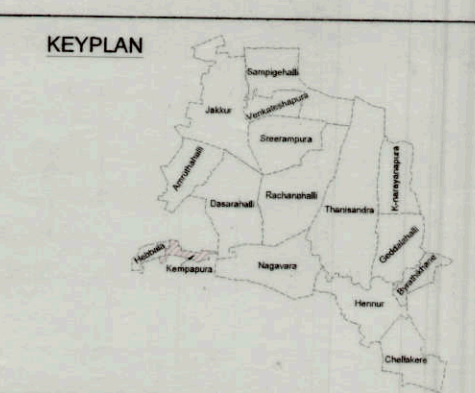 KEYPLAN
Sampigehalli
Jakkur
Venkateshapura
Sreerampura
Amruthahalli
K-narayanapura
Dasarahalli
Rachanahalli
Thanisandra
Geddalahalli
Hebbala
Kempapura
Nagavara
Byrathikhane
Hennur
Chellakere